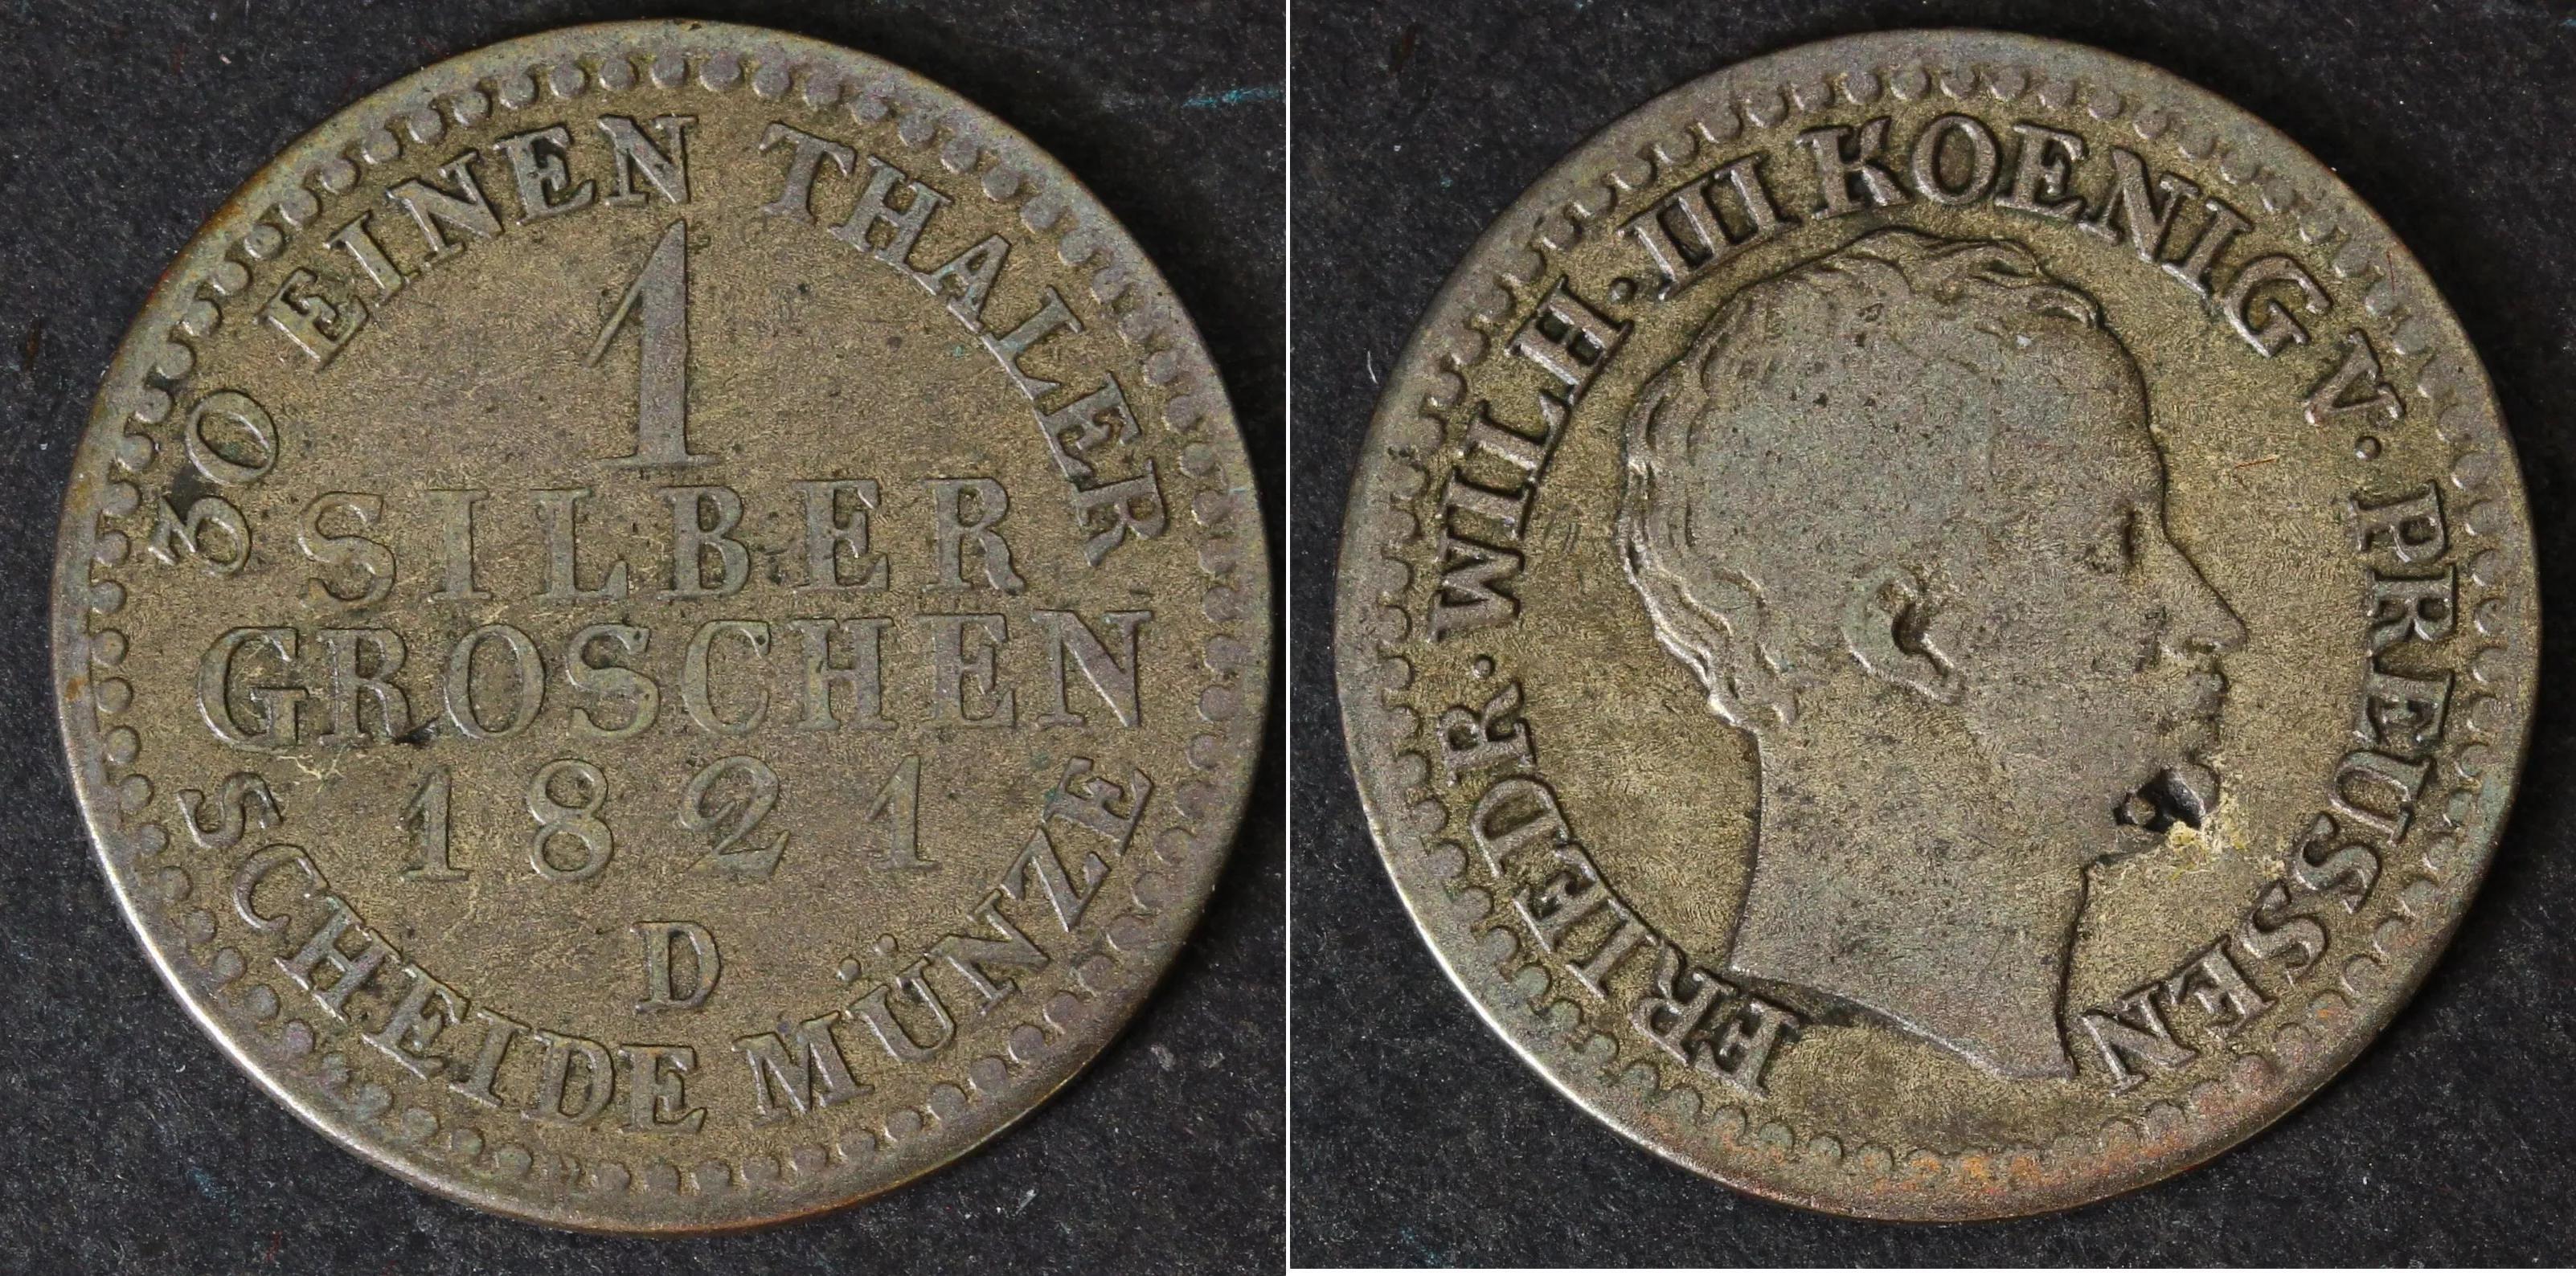 30 EINEN THALER
1
SILBER
GROSCHEN
1821
D
SCHEIDE MÜNZE
FRIEDR. WILH. III KOENIG V. PREUSSEN